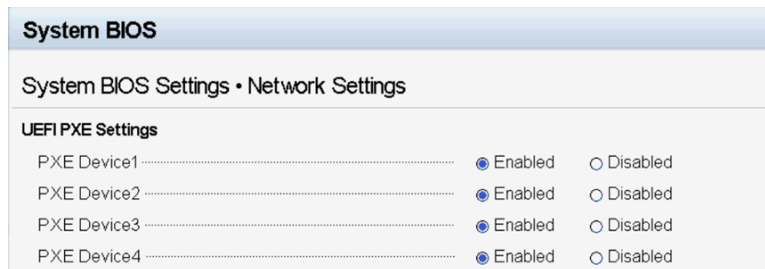 System BIOS
System BIOS Settings • Network Settings
UEFI PXE Settings
PXE Device1 Enabled Disabled
PXE Device2 Enabled Disabled
PXE Device3 Enabled Disabled
PXE Device4 Enabled Disabled